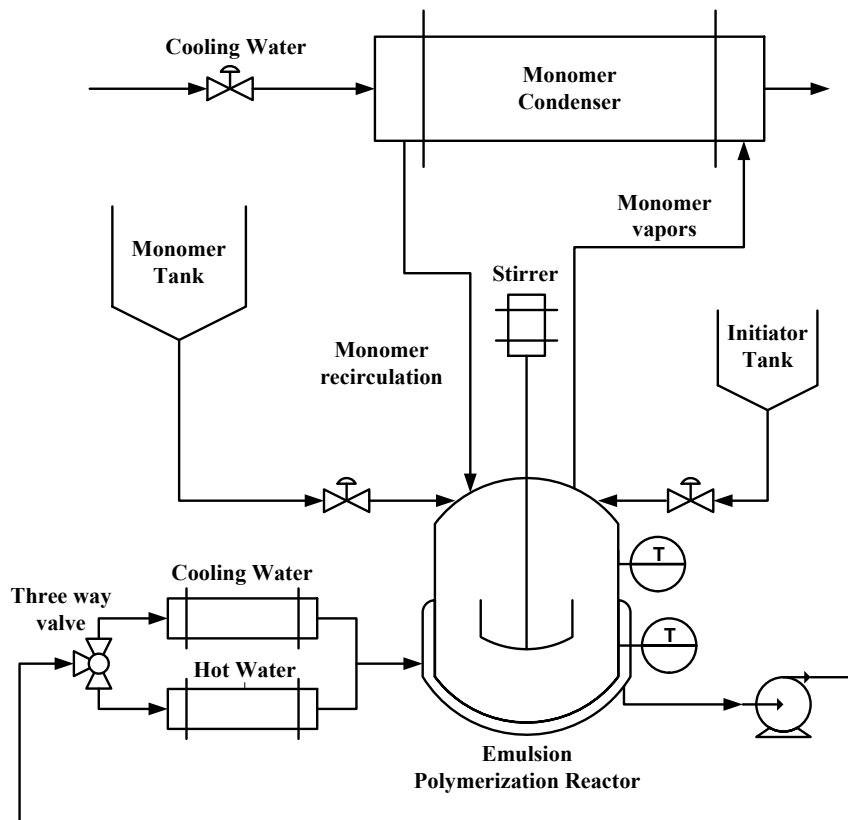 Cooling Water
Monomer
Condenser
Monomer
vapors
Monomer
Tank
Stirrer
Initiator
Tank
Monomer
recirculation
T
Cooling Water
Three way
valve
T
Hot Water
Emulsion
Polymerization Reactor